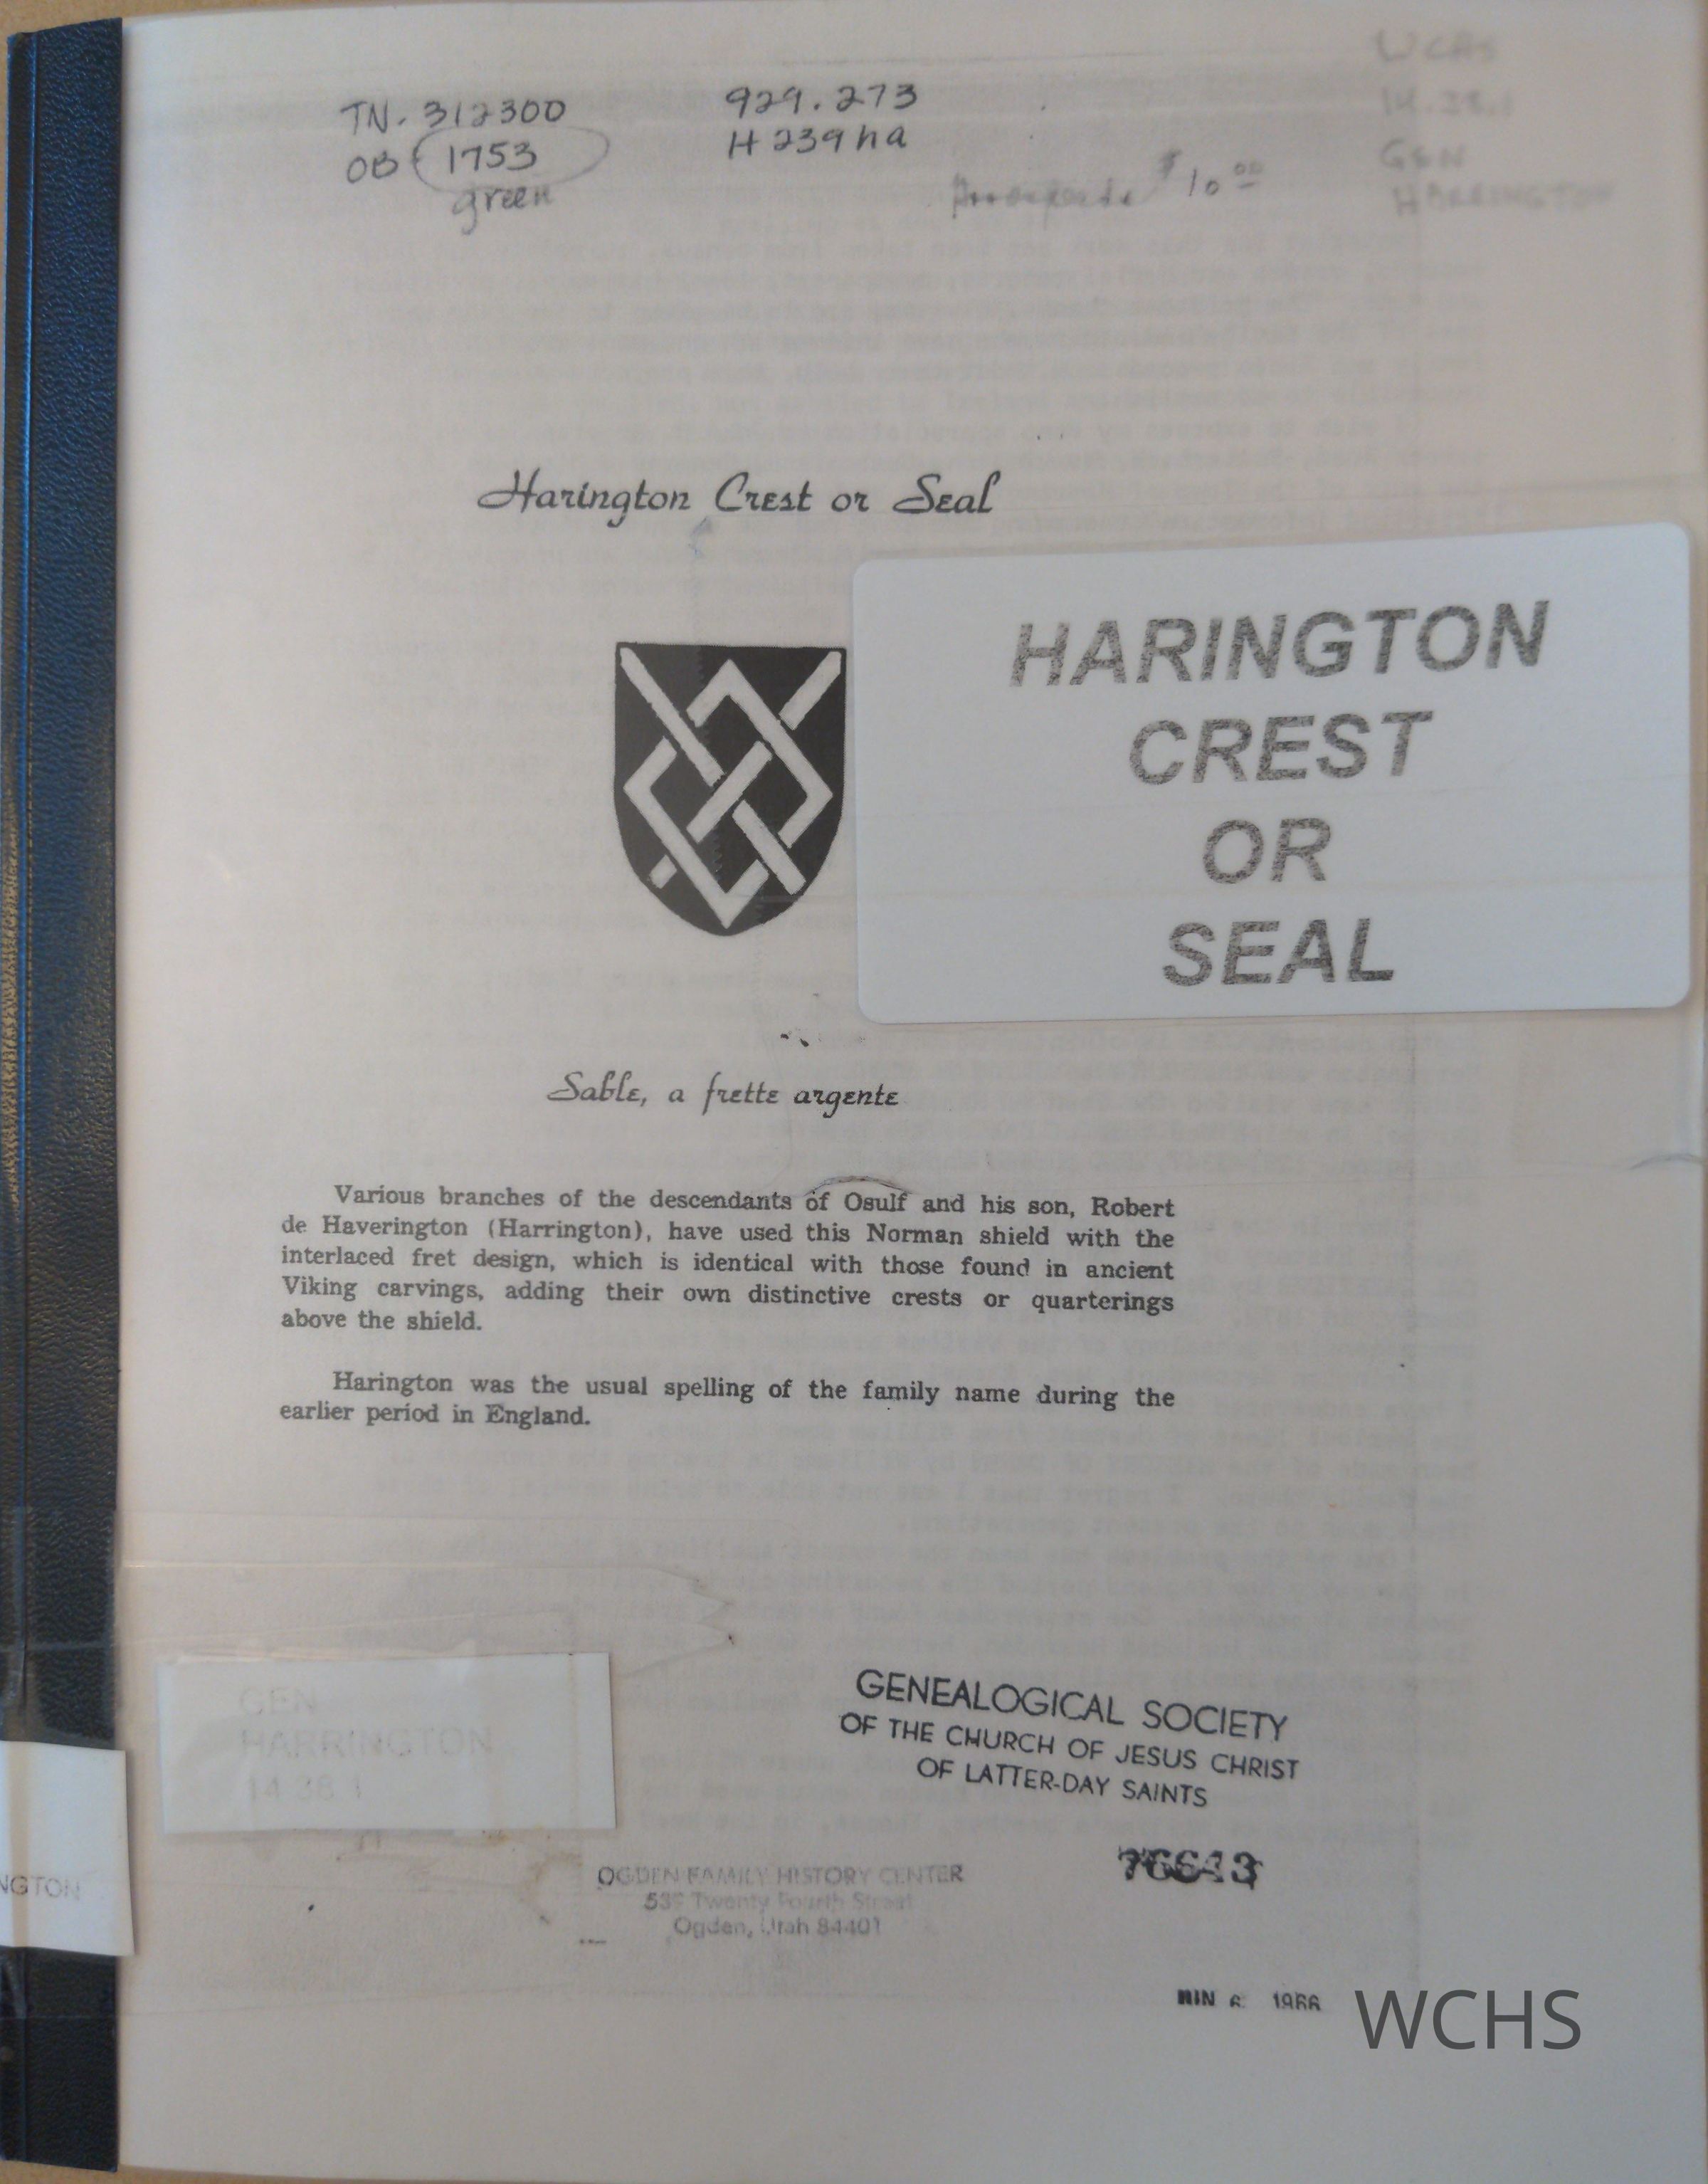 TN. 312300
OB 1753
green
929.273
H239ha
$10.00
WCHS
14.38.1
GEN
HARRINGTON
Harington Crest or Seal
HARINGTON
CREST
OR
SEAL
Sable, a frette argente
Various branches of the descendants of Osulf and his son, Robert
de Haverington (Harrington), have used this Norman shield with the
interlaced fret design, which is identical with those found in ancient
Viking carvings, adding their own distinctive crests or quarterings
above the shield.
Harington was the usual spelling of the family name during the
earlier period in England.
GEN
HARRINGTON
14 38 1
NGTON
GENEALOGICAL SOCIETY
OF THE CHURCH OF JESUS CHRIST
OF LATTER-DAY SAINTS
OGDEN FAMILY HISTORY CENTER
539 Twenty Fourth Street
Ogden, Utah 84401
6 1966
WCHS